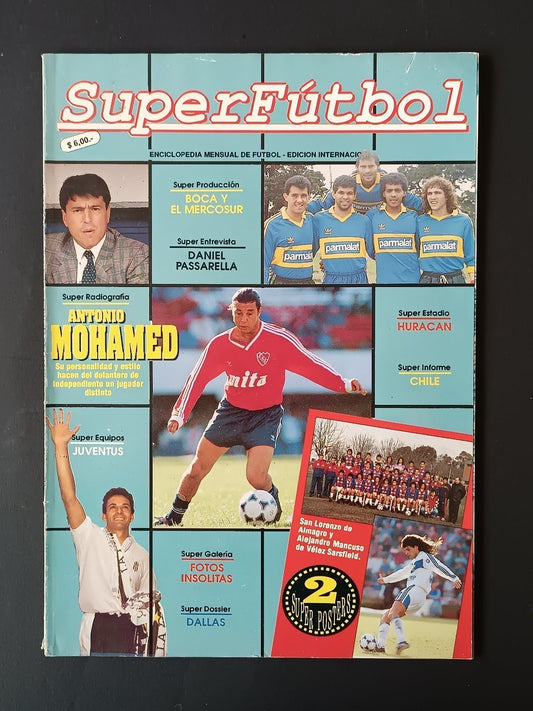 SuperFútbol
$ 6,00.-
ENCICLOPEDIA MENSUAL DE FUTBOL - EDICION INTERNACIO
Super Producción
BOCA Y
EL MERCOSUR
Super Entrevista
DANIEL
PASSARELLA
parmalat
parmalat
parmalat
parmalat
Super Radiografía
ANTONIO
MOHAMED
Su personalidad y estilo
hacen del delantero de
Independiente un jugador
distinto
mita
Super Estadio
HURACAN
Super Informe
CHILE
Super Equipos
JUVENTUS
San Lorenzo de
Almagro y
Alejandro Mancuso
de Vélez Sarsfield.
2
SUPER POSTERS
Super Galería
FOTOS
INSOLITAS
Super Dossier
DALLAS